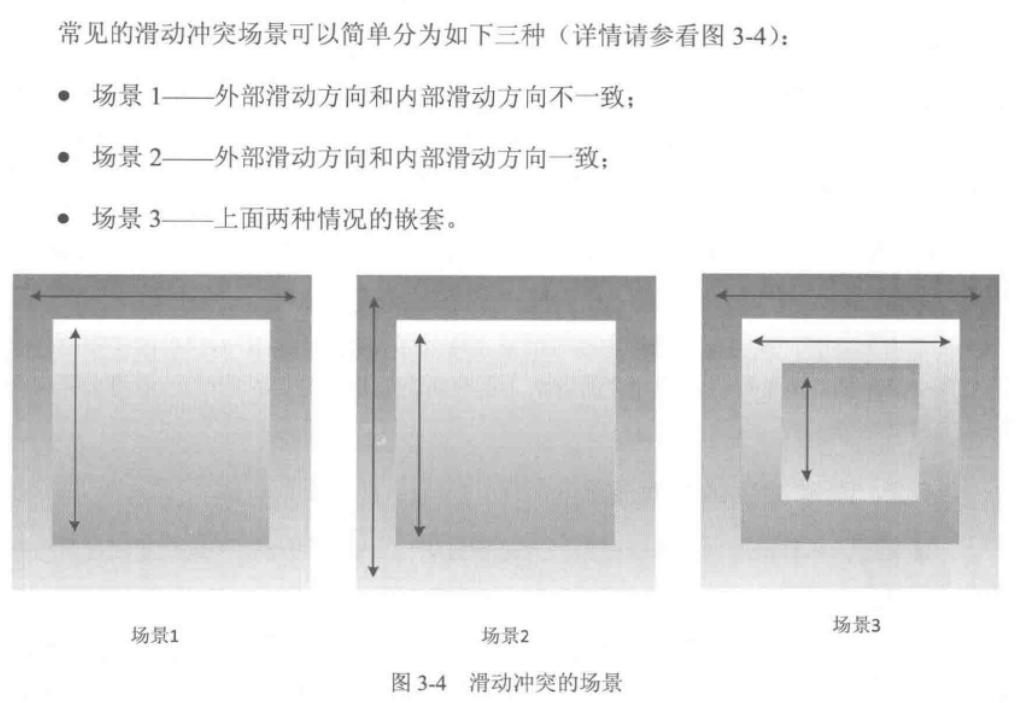 常见的滑动冲突场景可以简单分为如下三种（详情请参看图 3-4）：
● 场景 1——外部滑动方向和内部滑动方向不一致；
● 场景 2——外部滑动方向和内部滑动方向一致；
● 场景 3——上面两种情况的嵌套。
场景1
场景2
场景3
图 3-4 滑动冲突的场景